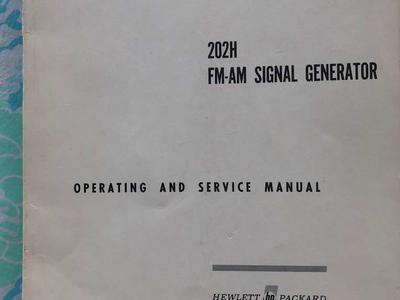 202H
FM-AM SIGNAL GENERATOR
OPERATING AND SERVICE MANUAL
HEWLETT hp PACKARD